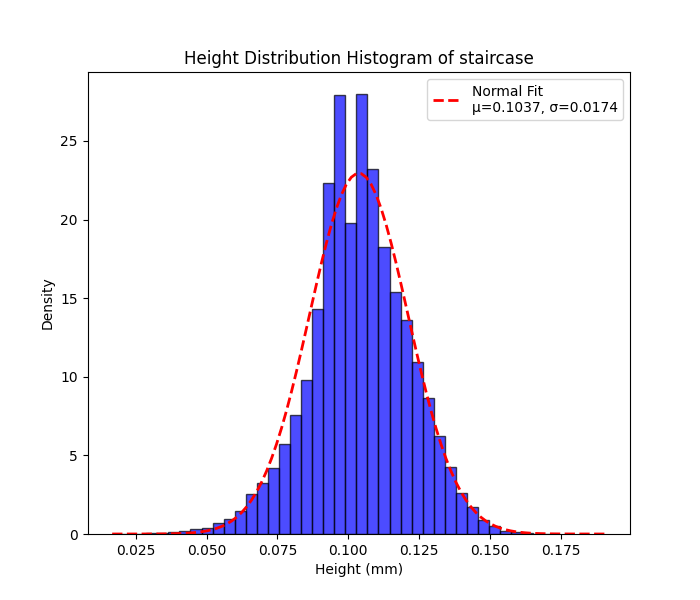 Height Distribution Histogram of staircase
Normal Fit
μ=0.1037, σ=0.0174
25
20
15
10
5
0
Density
0.025 0.050 0.075 0.100 0.125 0.150 0.175
Height (mm)